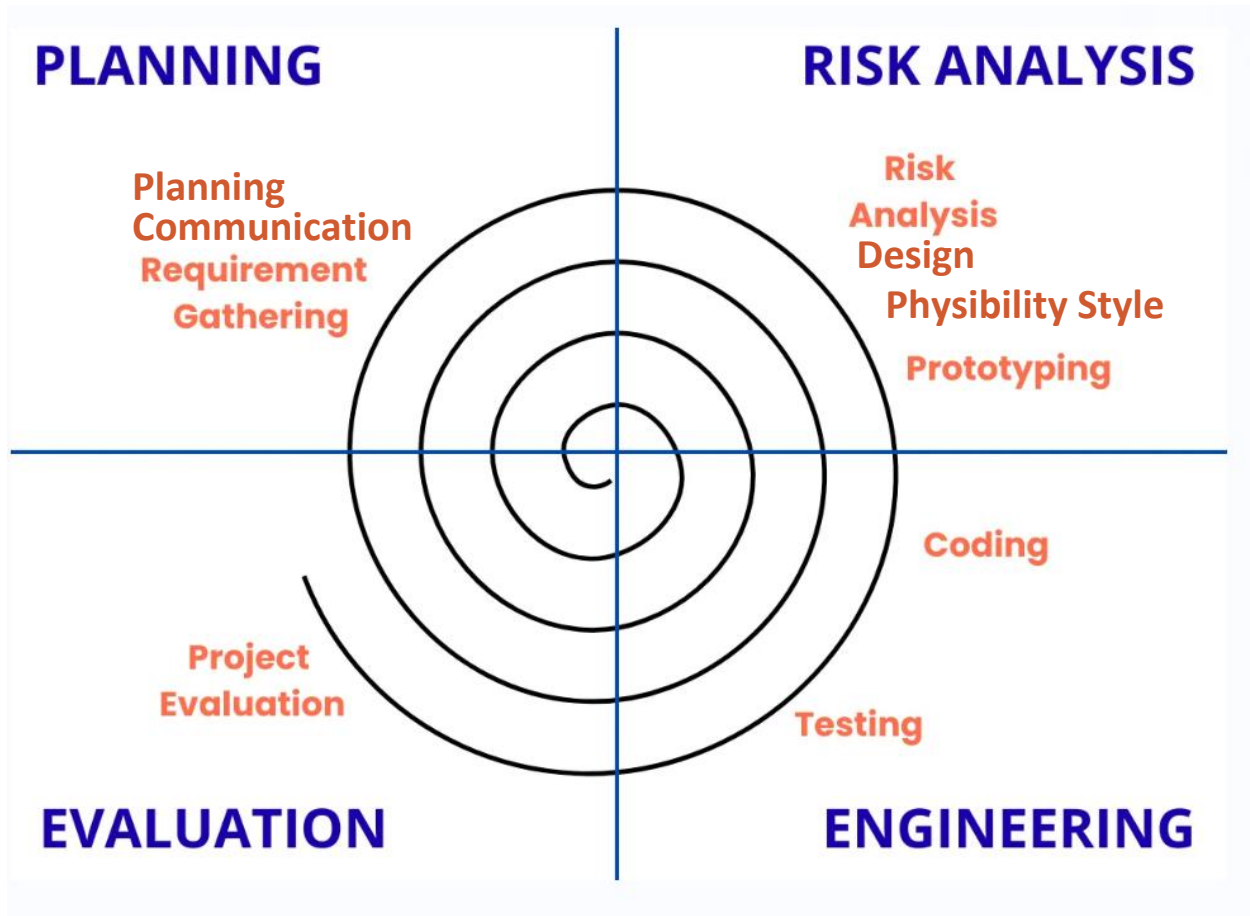 PLANNING
RISK ANALYSIS
Planning
Communication
Requirement
Gathering
Risk
Analysis
Design
Physibility Style
Prototyping
Coding
Testing
Project
Evaluation
EVALUATION
ENGINEERING